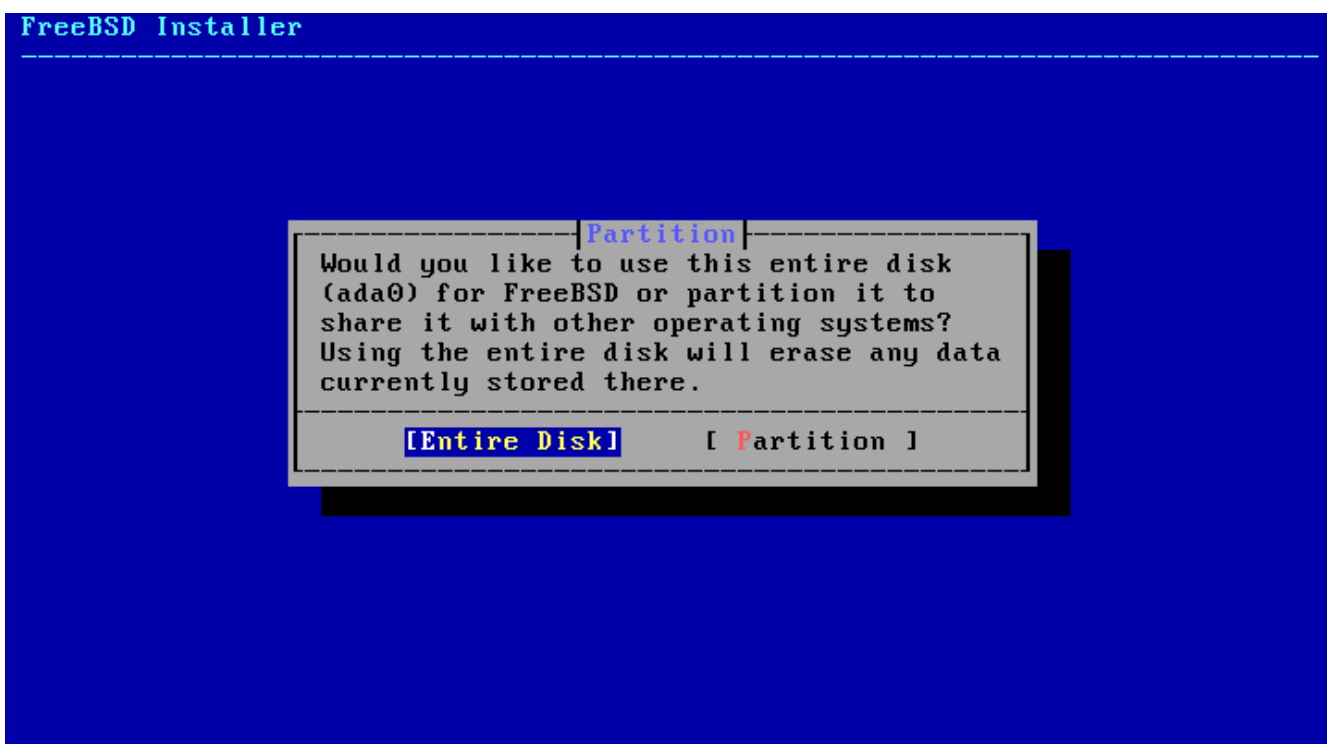 FreeBSD Installer
Partition
Would you like to use this entire disk
(ada0) for FreeBSD or partition it to
share it with other operating systems?
Using the entire disk will erase any data
currently stored there.
[Entire Disk] [ Partition ]